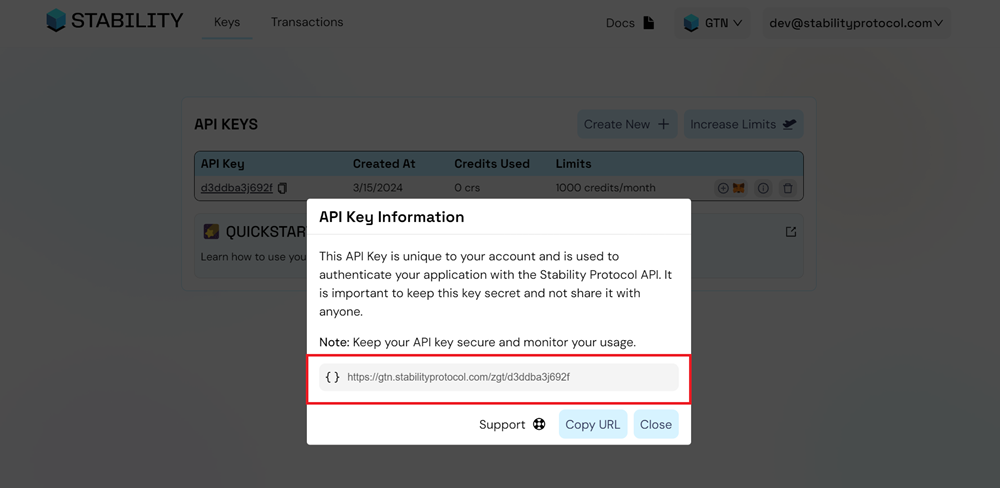 STABILITY
Keys
Transactions
Docs
GTN
dev@stabilityprotocol.com
API KEYS
Create New
Increase Limits
API Key Created At Credits Used Limits
d3ddba3j692f 3/15/2024 0 crs 1000 credits/month
QUICKSTAR
Learn how to use you
API Key Information
This API Key is unique to your account and is used to
authenticate your application with the Stability Protocol API. It
is important to keep this key secret and not share it with
anyone.
Note: Keep your API key secure and monitor your usage.
{ } https://gtn.stabilityprotocol.com/zgt/d3ddba3j692f
Support
Copy URL
Close